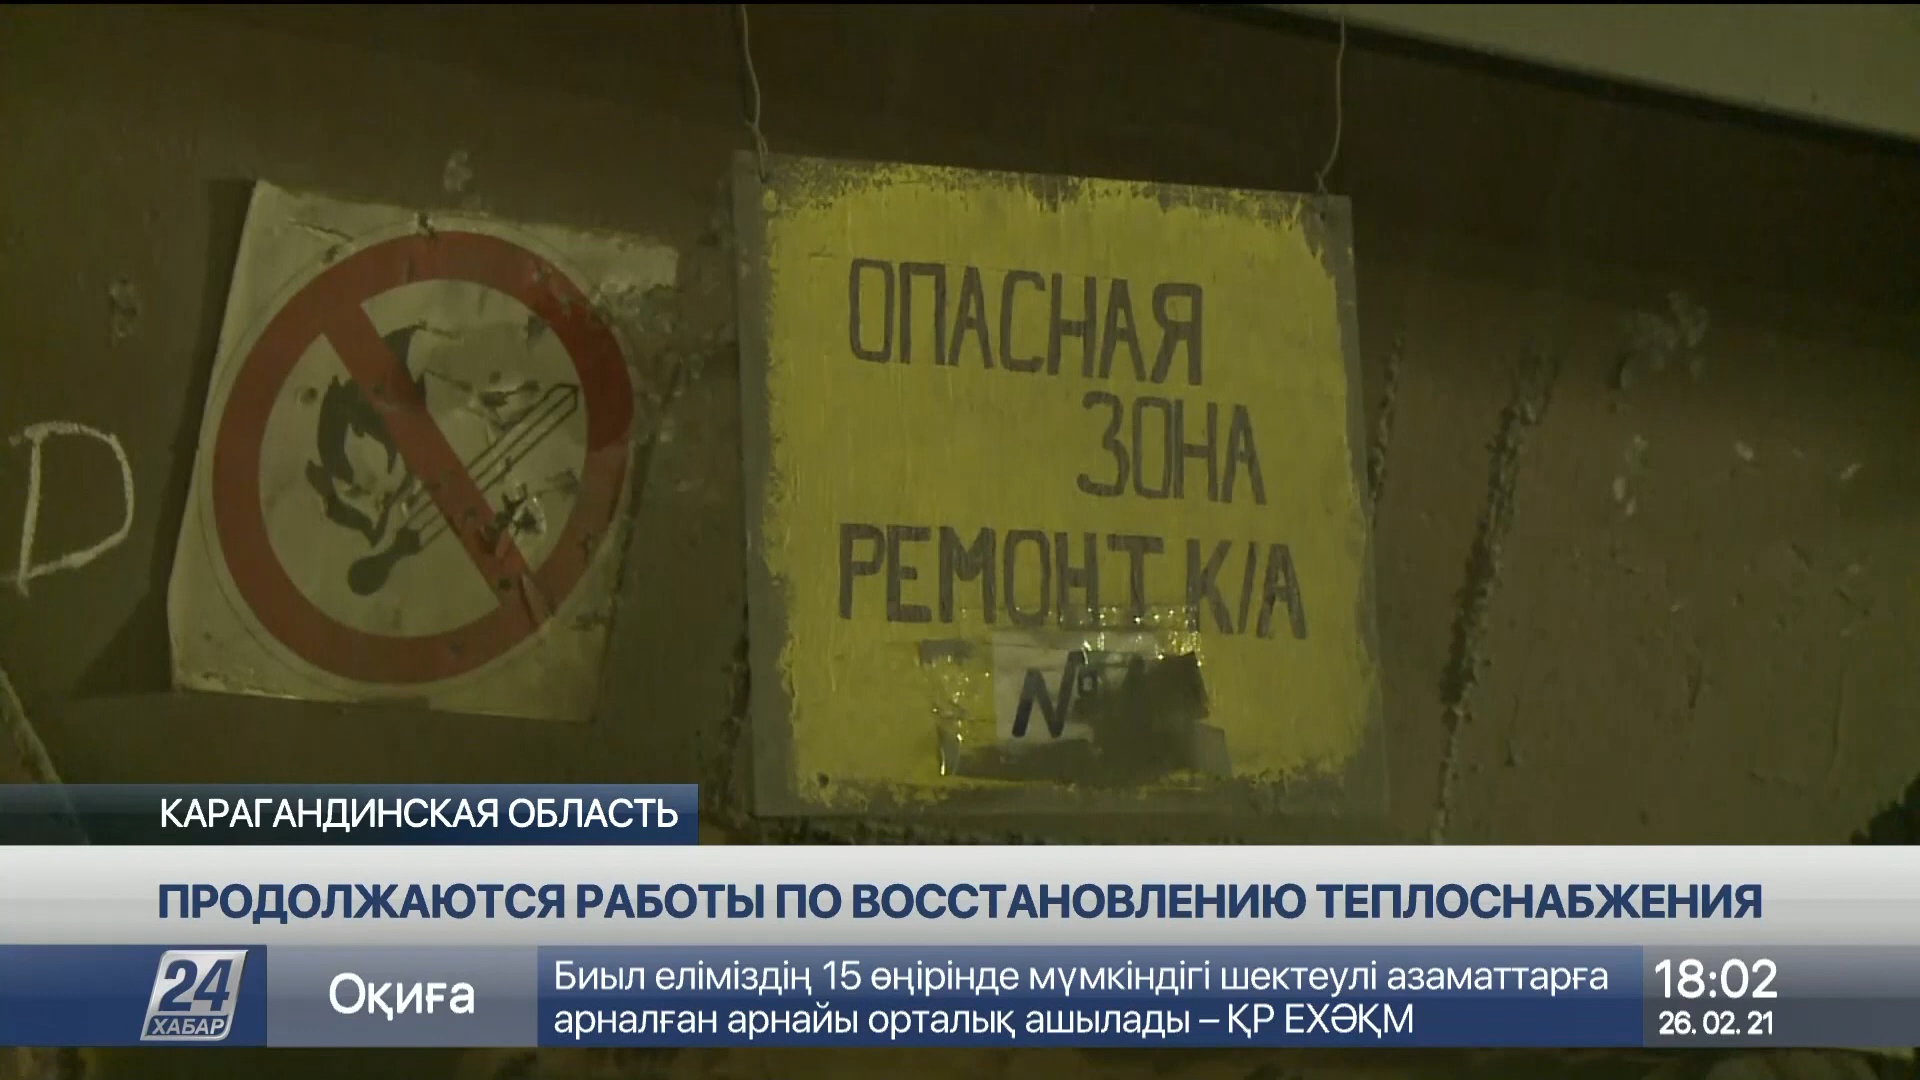 ОПАСНАЯ
ЗОНА
РЕМОНТ К/А
№
D
КАРАГАНДИНСКАЯ ОБЛАСТЬ
ПРОДОЛЖАЮТСЯ РАБОТЫ ПО ВОССТАНОВЛЕНИЮ ТЕПЛОСНАБЖЕНИЯ
24
ХАБАР
Оқиға
Биыл еліміздің 15 өңірінде мүмкіндігі шектеулі азаматтарға
арналған арнайы орталық ашылады – ҚР ЕХӘҚМ
18:02
26. 02. 21